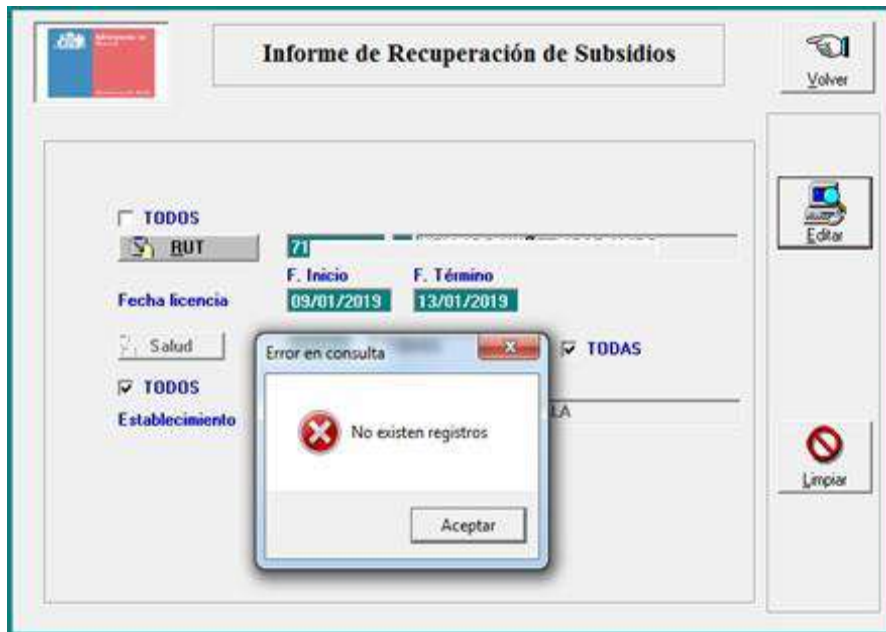 Informe de Recuperación de Subsidios
Volver
TODOS
RUT
71
F. Inicio
F. Término
Fecha licencia
09/01/2019
13/01/2019
Editar
Salud
TODAS
TODOS
Establecimiento
LA
Error en consulta
No existen registros
Aceptar
Limpiar